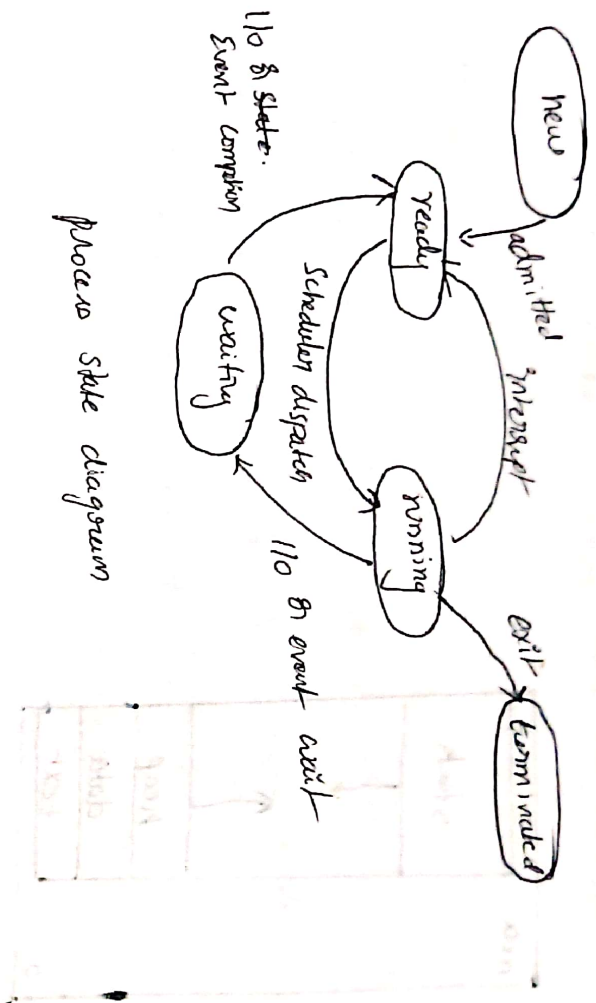 new
admitted
interrupt
exit
terminated
ready
running
Scheduler dispatch
I/O or state.
Event compition
I/O or event wait
waiting
process state diagram